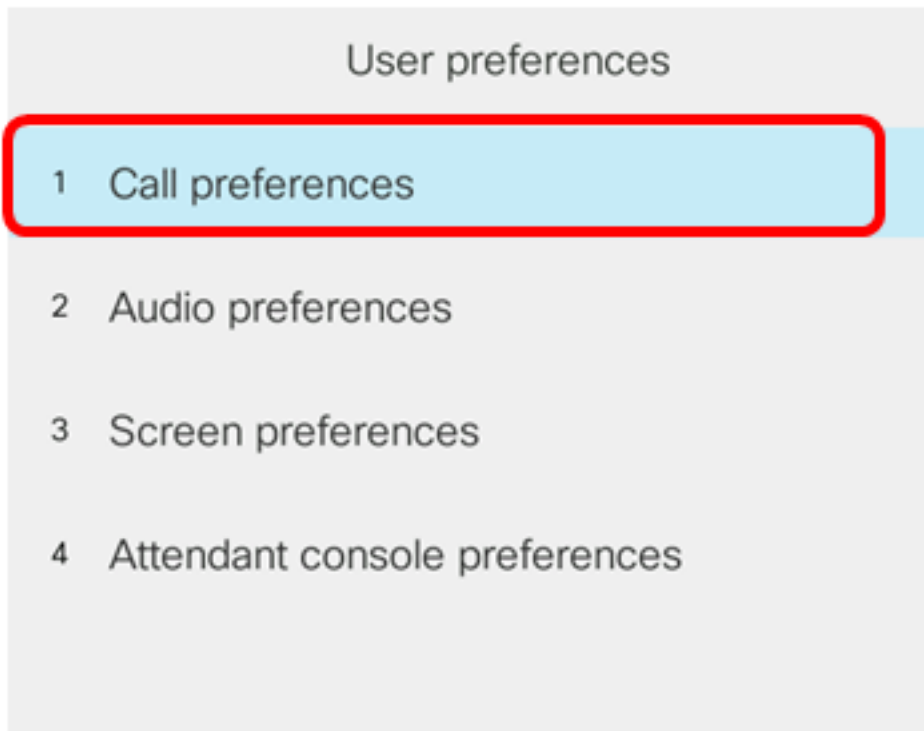 User preferences
1 Call preferences
2 Audio preferences
3 Screen preferences
4 Attendant console preferences